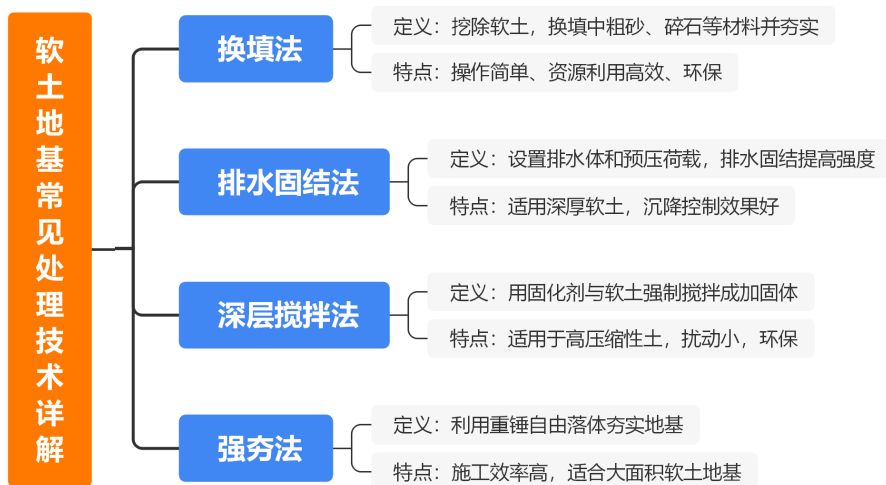 软土地基常见处理技术详解
换填法
定义：挖除软土，换填中粗砂、碎石等材料并夯实
特点：操作简单、资源利用高效、环保
排水固结法
定义：设置排水体和预压荷载，排水固结提高强度
特点：适用深厚软土，沉降控制效果好
深层搅拌法
定义：用固化剂与软土强制搅拌成加固体
特点：适用于高压缩性土，扰动小，环保
强夯法
定义：利用重锤自由落体夯实地基
特点：施工效率高，适合大面积软土地基